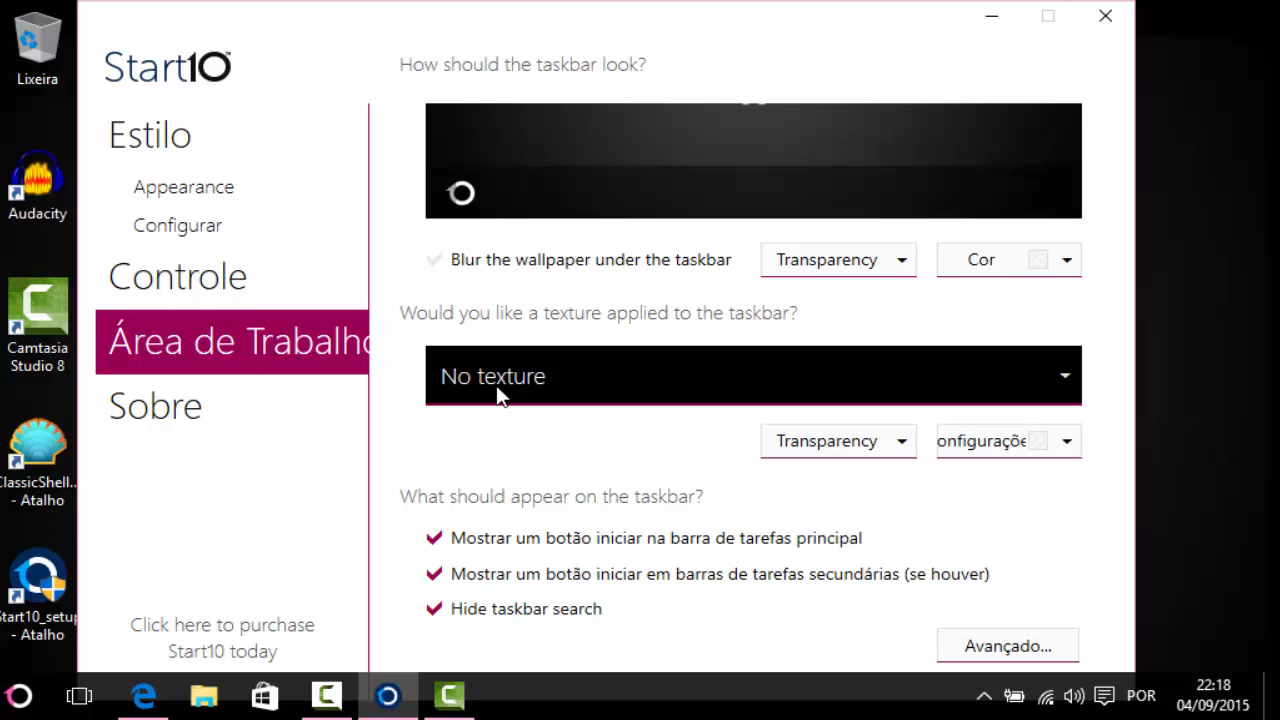 Lixeira
Audacity
Camtasia
Studio 8
ClassicShell...
- Atalho
Start10_setup
- Atalho
Start10™
Estilo
Appearance
Configurar
Controle
Área de Trabalho
Sobre
Click here to purchase
Start10 today
How should the taskbar look?
Blur the wallpaper under the taskbar
Transparency
Cor
Would you like a texture applied to the taskbar?
No texture
Transparency
onfiguraçõe
What should appear on the taskbar?
Mostrar um botão iniciar na barra de tarefas principal
Mostrar um botão iniciar em barras de tarefas secundárias (se houver)
Hide taskbar search
Avançado...
POR
22:18
04/09/2015